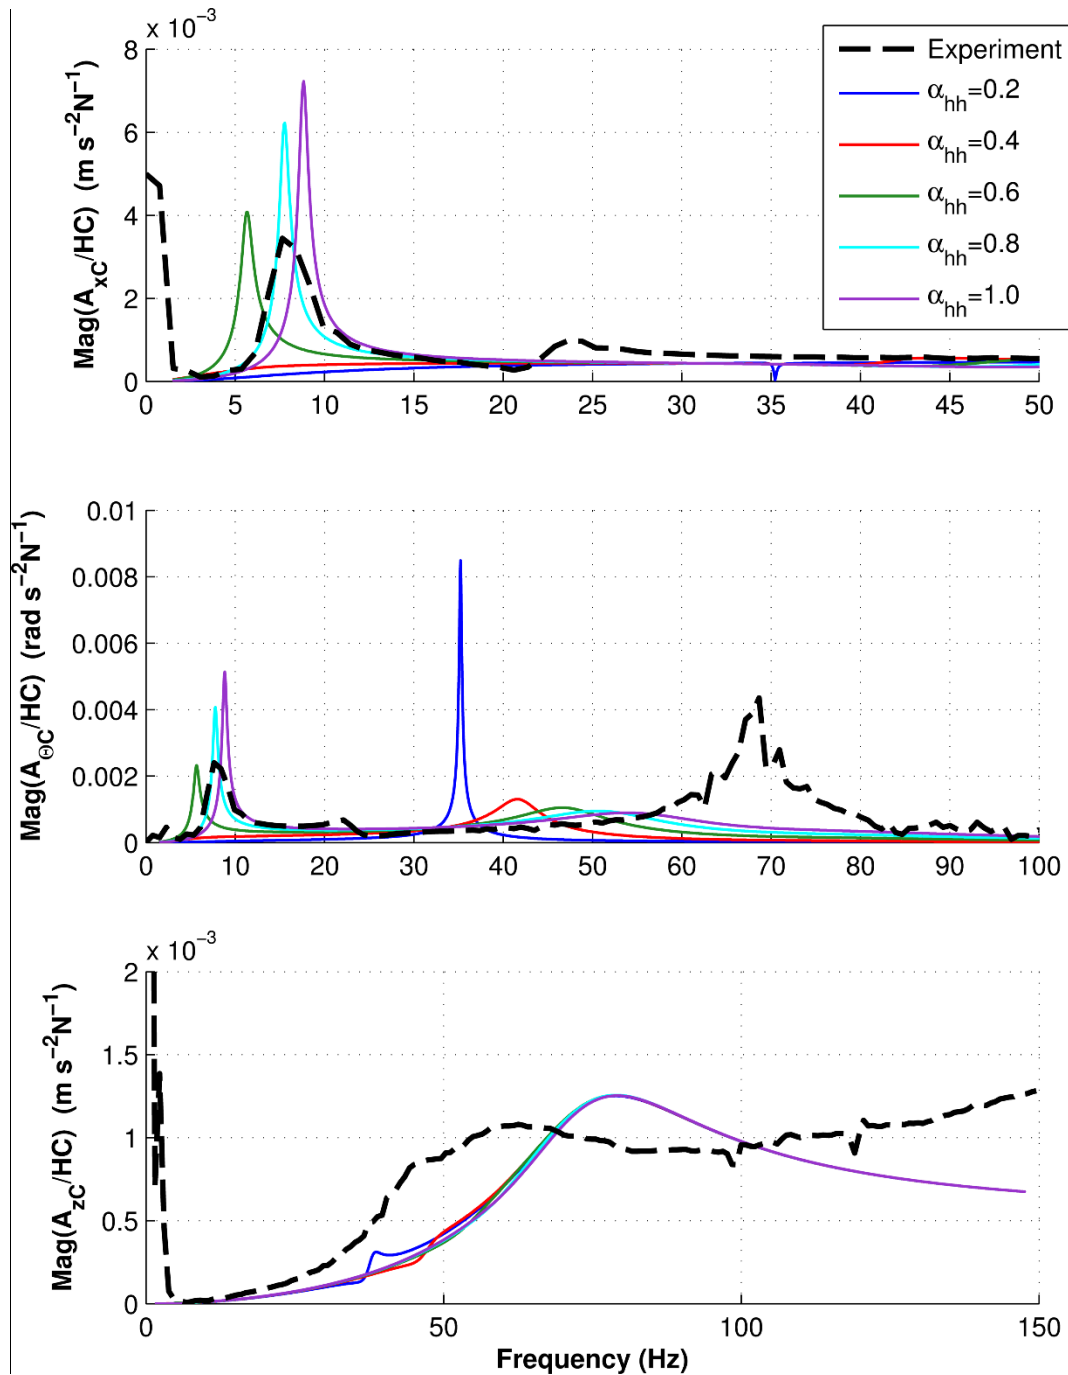 x 10⁻³
8
6
4
2
0
Mag(A_xC/HC) (m s⁻²N⁻¹)
0 5 10 15 20 25 30 35 40 45 50
Experiment
α_hh=0.2
α_hh=0.4
α_hh=0.6
α_hh=0.8
α_hh=1.0
0.01
0.008
0.006
0.004
0.002
0
Mag(A_ΘC/HC) (rad s⁻²N⁻¹)
0 10 20 30 40 50 60 70 80 90 100
x 10⁻³
2
1.5
1
0.5
0
Mag(A_zC/HC) (m s⁻²N⁻¹)
0 50 100 150
Frequency (Hz)